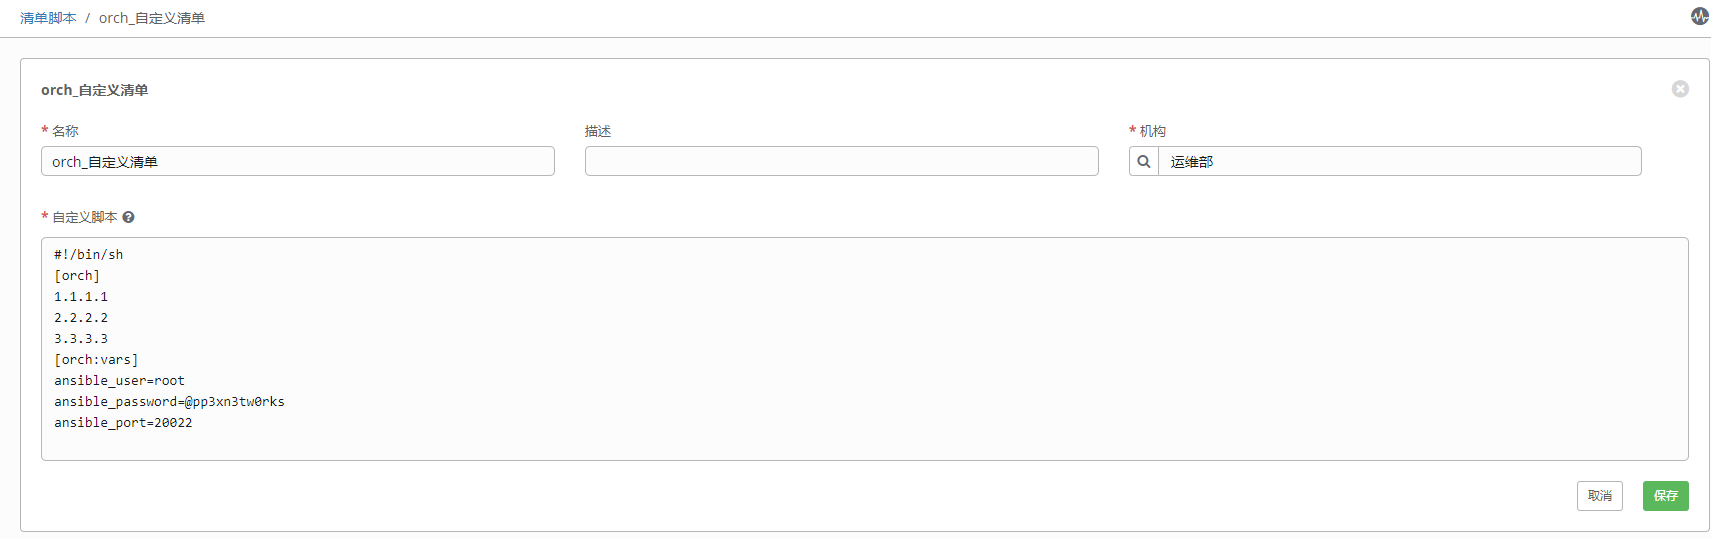 清单脚本 / orch_自定义清单
orch_自定义清单
* 名称 描述 * 机构
orch_自定义清单 运维部
* 自定义脚本
#!/bin/sh
[orch]
1.1.1.1
2.2.2.2
3.3.3.3
[orch:vars]
ansible_user=root
ansible_password=@pp3xn3tw0rks
ansible_port=20022
取消 保存